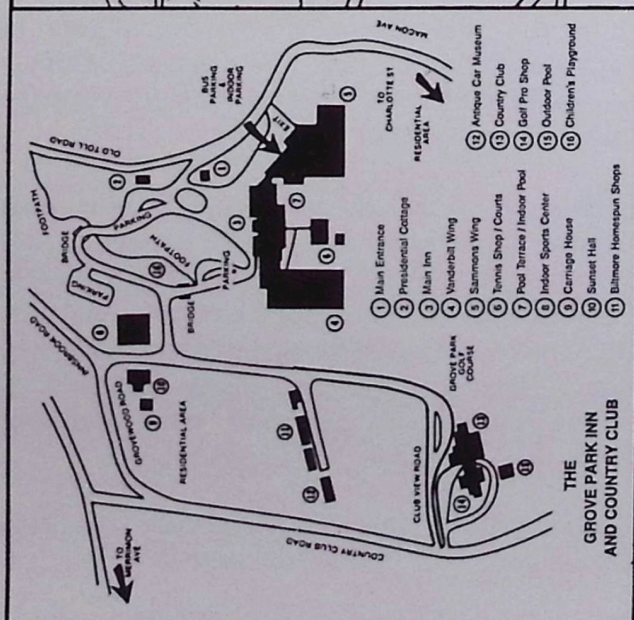 MACON AVE
BUS PARKING & INDOOR PARKING
EXIT
TO CHARLOTTE ST
RESIDENTIAL AREA
OLD TOLL ROAD
FOOTPATH
BRIDGE
PARKING
FOOTPATH
PARKING
PARKING
BRIDGE
INNSBROOK ROAD
GROVEWOOD ROAD
RESIDENTIAL AREA
TO MERRIMON AVE
COUNTRY CLUB ROAD
CLUB VIEW ROAD
GROVE PARK GOLF COURSE
1 Main Entrance
2 Presidential Cottage
3 Main Inn
4 Vanderbilt Wing
5 Sammons Wing
6 Tennis Shop / Courts
7 Pool Terrace / Indoor Pool
8 Indoor Sports Center
9 Carriage House
10 Sunset Hall
11 Biltmore Homespun Shops
12 Antique Car Museum
13 Country Club
14 Golf Pro Shop
15 Outdoor Pool
16 Children's Playground
THE
GROVE PARK INN
AND COUNTRY CLUB